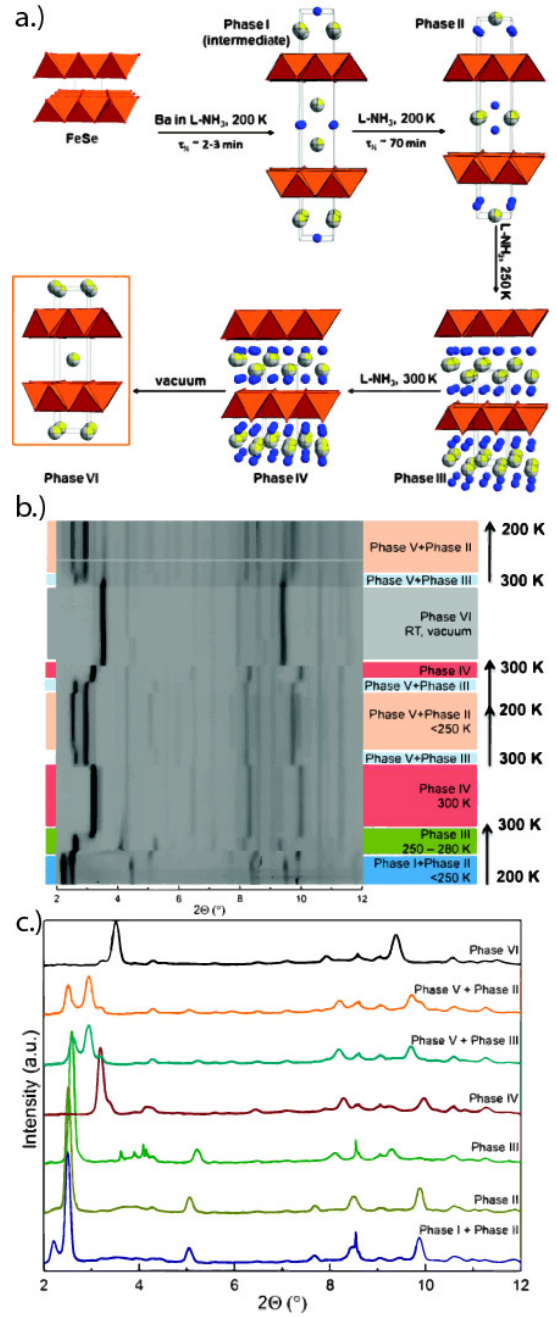 a.)
Phase I
(intermediate)
Phase II
FeSe
Ba in L-NH3, 200 K
τ½ ~ 2-3 min
L-NH3, 200 K
τ½ ~ 70 min
L-NH3, 250 K
vacuum
L-NH3, 300 K
Phase VI
Phase IV
Phase III
b.)
Phase V+Phase II
200 K
Phase V+Phase III
300 K
Phase VI
RT, vacuum
Phase IV
300 K
Phase V+Phase III
Phase V+Phase II
<250 K
200 K
Phase V+Phase III
300 K
Phase IV
300 K
300 K
Phase III
250 – 280 K
Phase I+Phase II
<250 K
200 K
2 3 4 5 6 7 8 9 10 11 12
2Θ (°)
c.)
Intensity (a.u.)
Phase VI
Phase V + Phase II
Phase V + Phase III
Phase IV
Phase III
Phase II
Phase I + Phase II
2 4 6 8 10 12
2Θ (°)